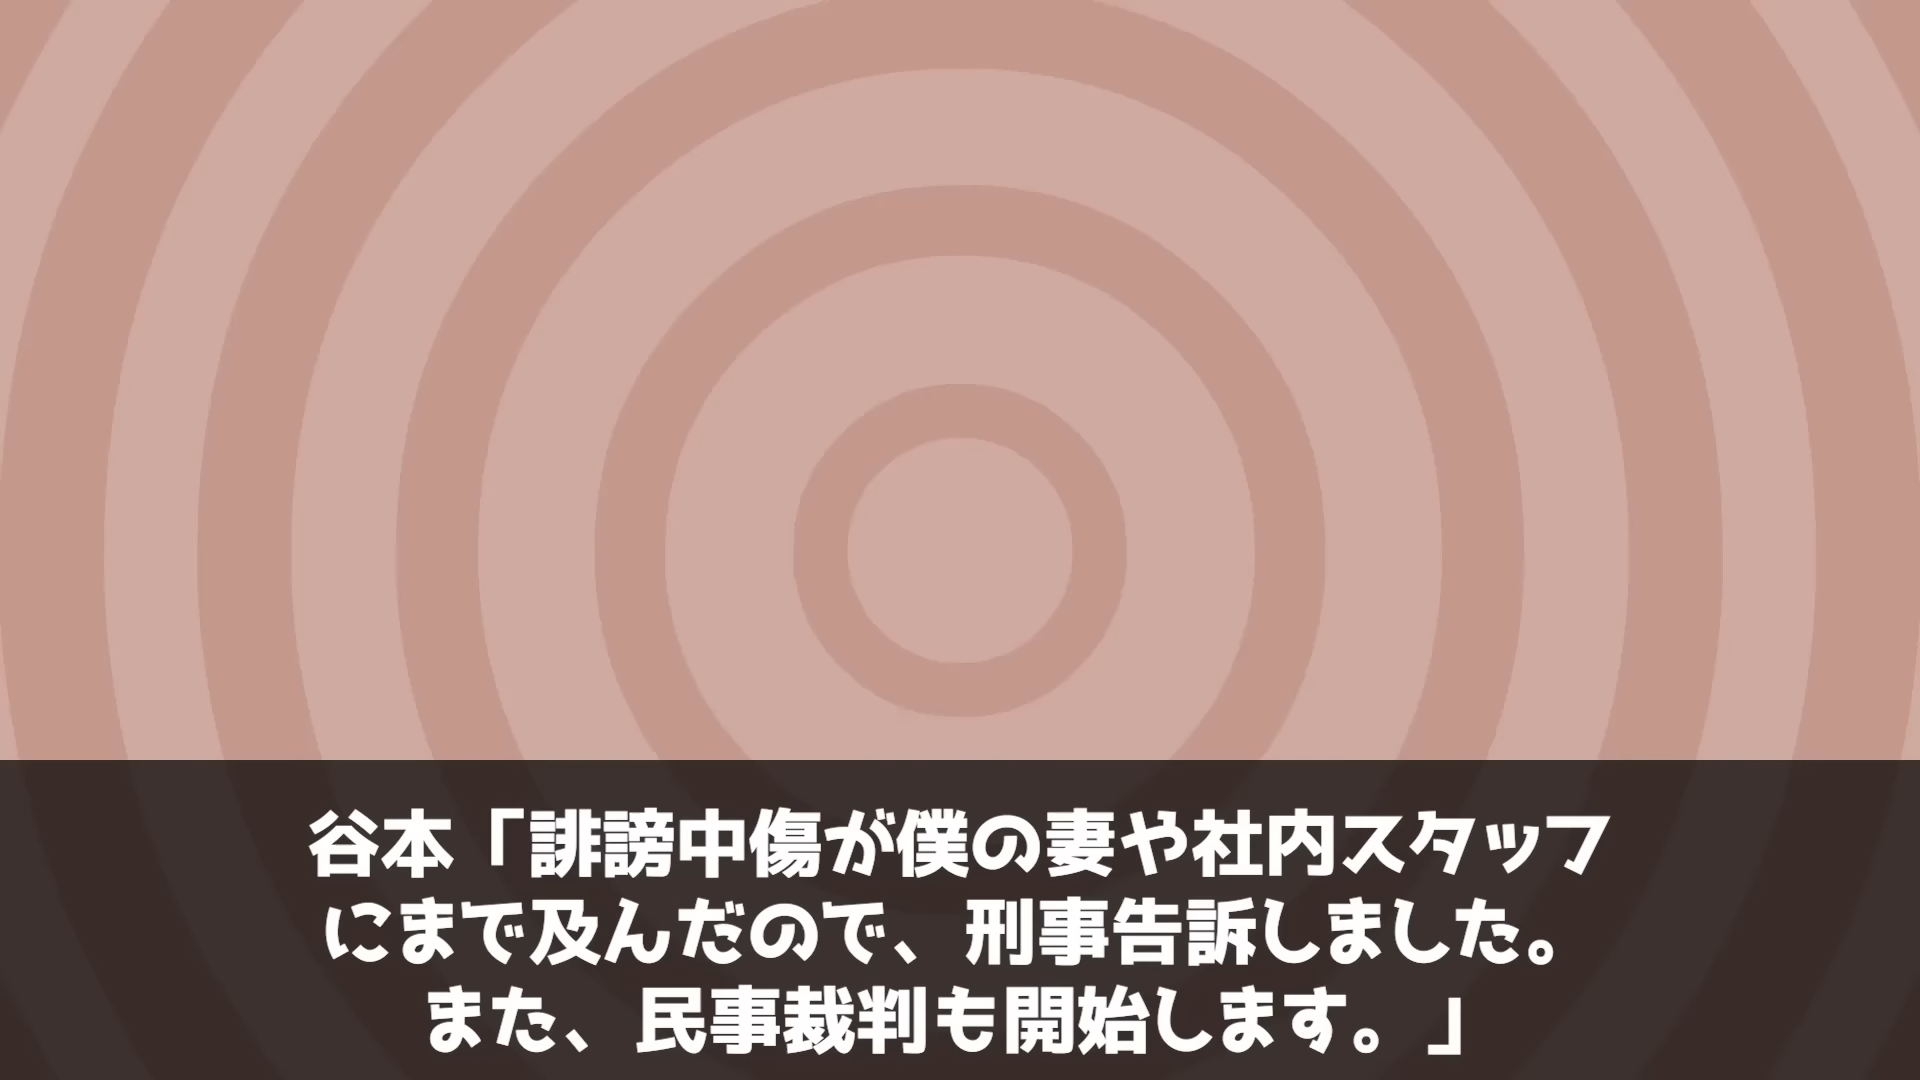 谷本「誹謗中傷が僕の妻や社内スタッフ
にまで及んだので、刑事告訴しました。
また、民事裁判も開始します。」